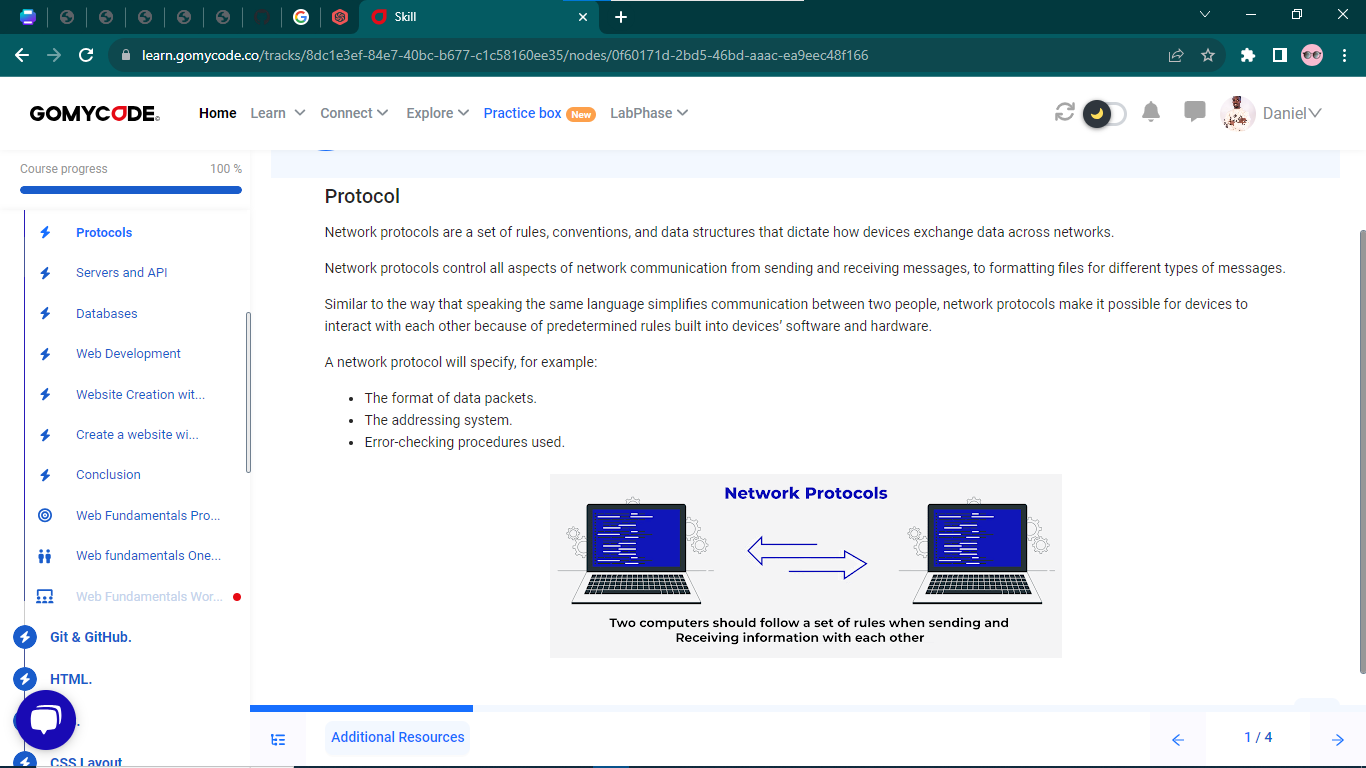 Skill
learn.gomycode.co/tracks/8dc1e3ef-84e7-40bc-b677-c1c58160ee35/nodes/0f60171d-2bd5-46bd-aaac-ea9eec48f166
GOMYCODE
Home
Learn
Connect
Explore
Practice box
New
LabPhase
Daniel
Course progress
100 %
Protocols
Servers and API
Databases
Web Development
Website Creation wit...
Create a website wi...
Conclusion
Web Fundamentals Pro...
Web fundamentals One...
Web Fundamentals Wor...
Git & GitHub.
HTML.
CSS Layout
Protocol
Network protocols are a set of rules, conventions, and data structures that dictate how devices exchange data across networks.
Network protocols control all aspects of network communication from sending and receiving messages, to formatting files for different types of messages.
Similar to the way that speaking the same language simplifies communication between two people, network protocols make it possible for devices to
interact with each other because of predetermined rules built into devices’ software and hardware.
A network protocol will specify, for example:
• The format of data packets.
• The addressing system.
• Error-checking procedures used.
Network Protocols
Two computers should follow a set of rules when sending and
Receiving information with each other
Additional Resources
1 / 4